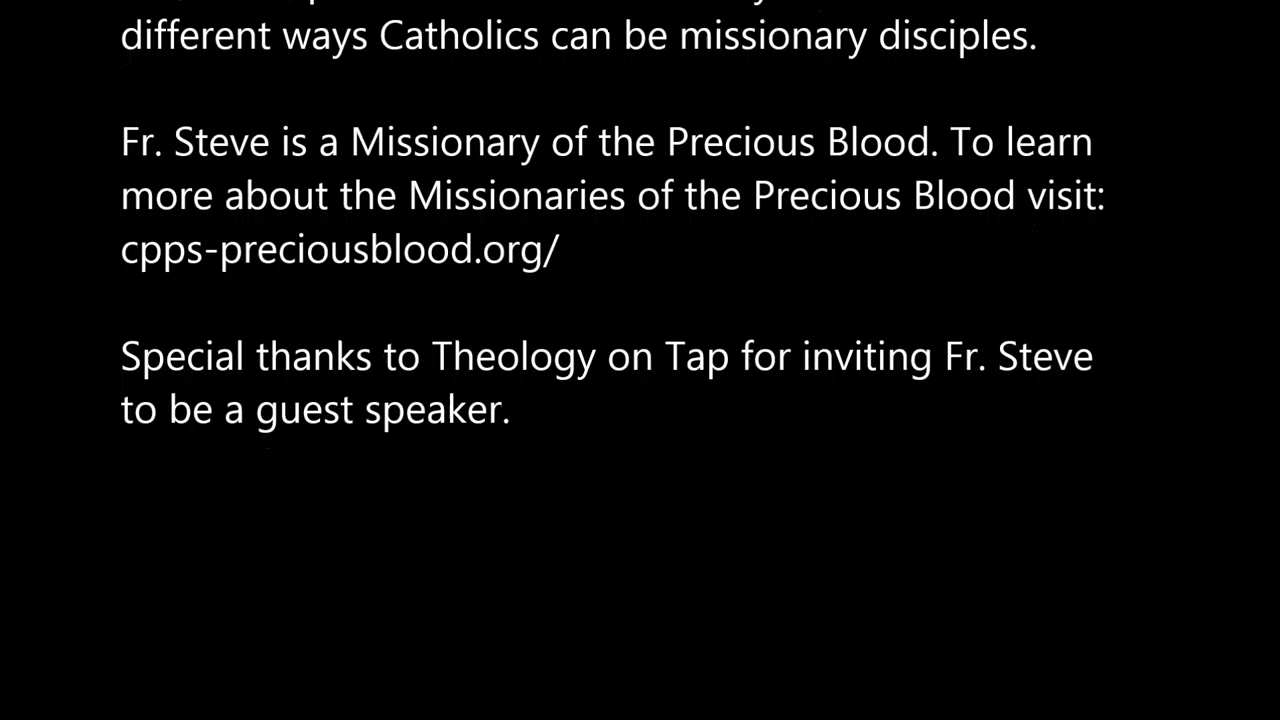 different ways Catholics can be missionary disciples.
Fr. Steve is a Missionary of the Precious Blood. To learn
more about the Missionaries of the Precious Blood visit:
cpps-preciousblood.org/
Special thanks to Theology on Tap for inviting Fr. Steve
to be a guest speaker.